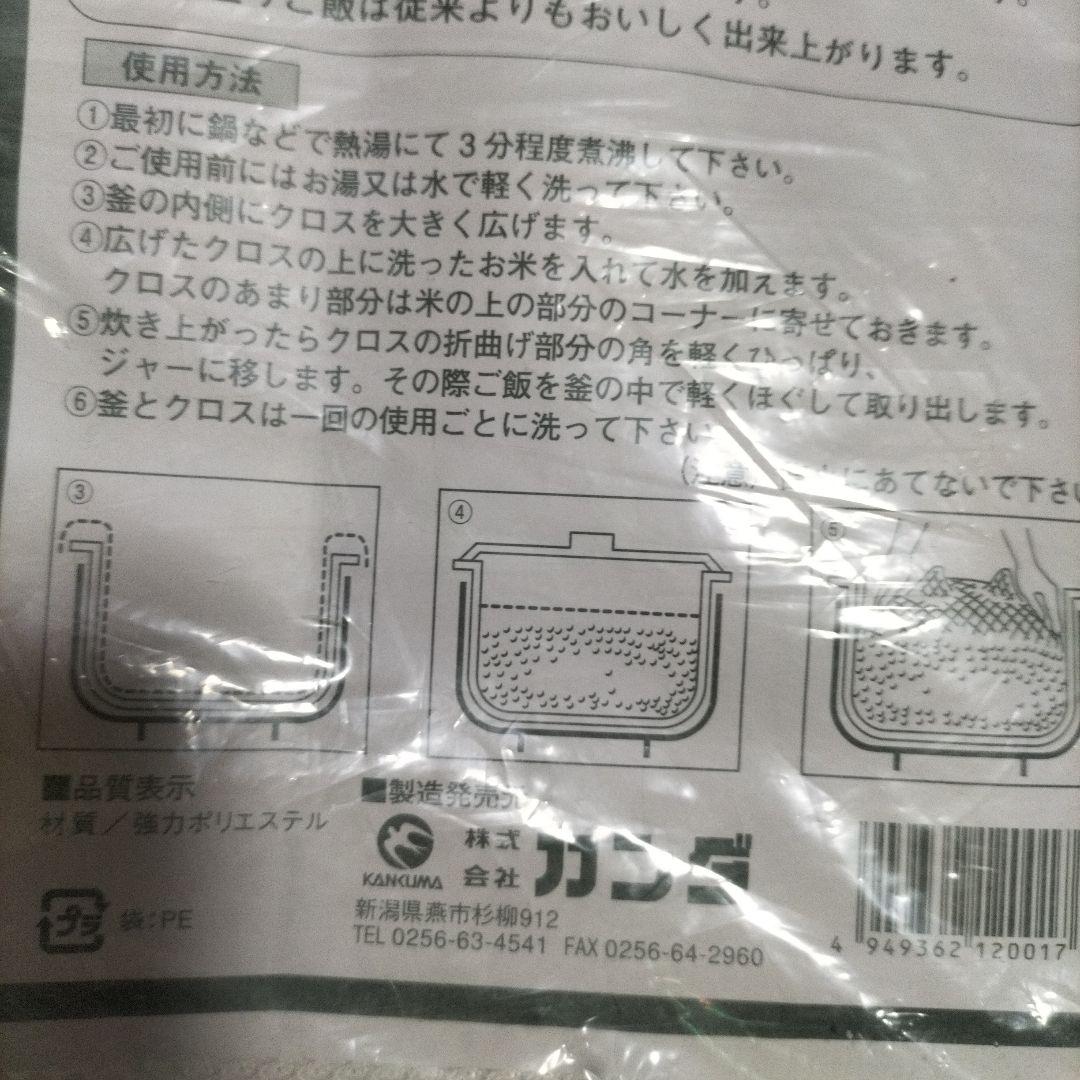 ご飯は従来よりもおいしく出来上がります。
使用方法
①最初に鍋などで熱湯にて3分程度煮沸して下さい。
②ご使用前にはお湯又は水で軽く洗って下さい。
③釜の内側にクロスを大きく広げます。
④広げたクロスの上に洗ったお米を入れて水を加えます。
クロスのあまり部分は米の上の部分のコーナーに寄せておきます。
⑤炊き上がったらクロスの折曲げ部分の角を軽くひっぱり、
ジャーに移します。その際ご飯を釜の中で軽くほぐして取り出します。
⑥釜とクロスは一回の使用ごとに洗って下さい
(注意) にあてないで下さい
③
④
⑤
■品質表示
材質／強力ポリエステル
プラ
袋:PE
■製造発売元
KANKUMA
株式会社 カンダ
新潟県燕市杉柳912
TEL 0256-63-4541 FAX 0256-64-2960
4 949362 120017